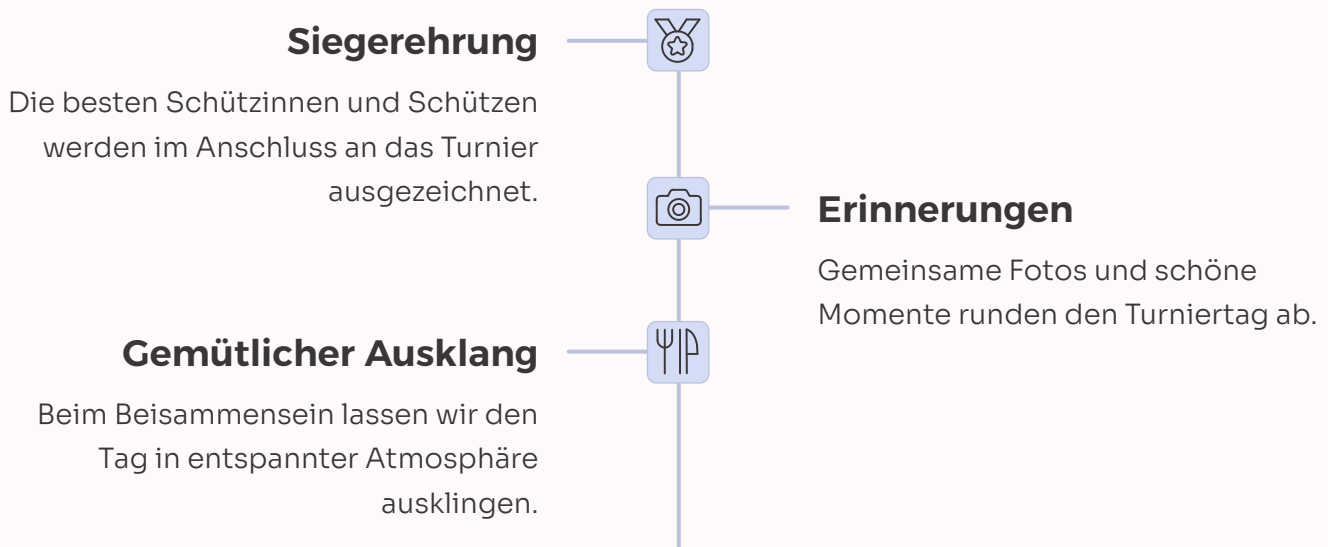 Siegerehrung
Die besten Schützinnen und Schützen
werden im Anschluss an das Turnier
ausgezeichnet.
Erinnerungen
Gemeinsame Fotos und schöne
Momente runden den Turniertag ab.
Gemütlicher Ausklang
Beim Beisammensein lassen wir den
Tag in entspannter Atmosphäre
ausklingen.